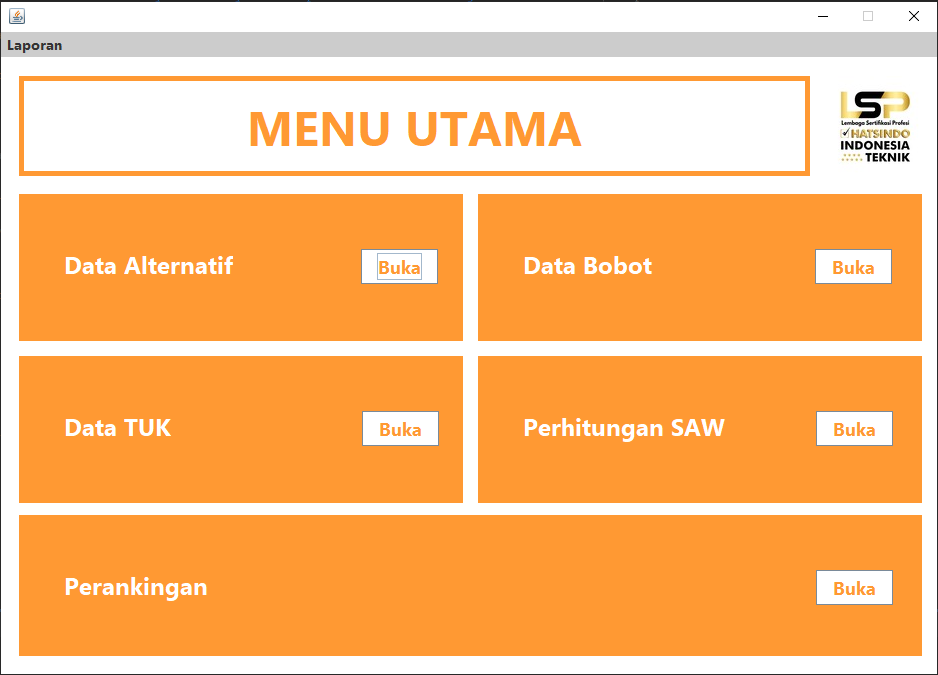 Laporan
MENU UTAMA
LSP
Lembaga Sertifikasi Profesi
HATSINDO
INDONESIA
TEKNIK
Data Alternatif
Buka
Data Bobot
Buka
Data TUK
Buka
Perhitungan SAW
Buka
Perankingan
Buka